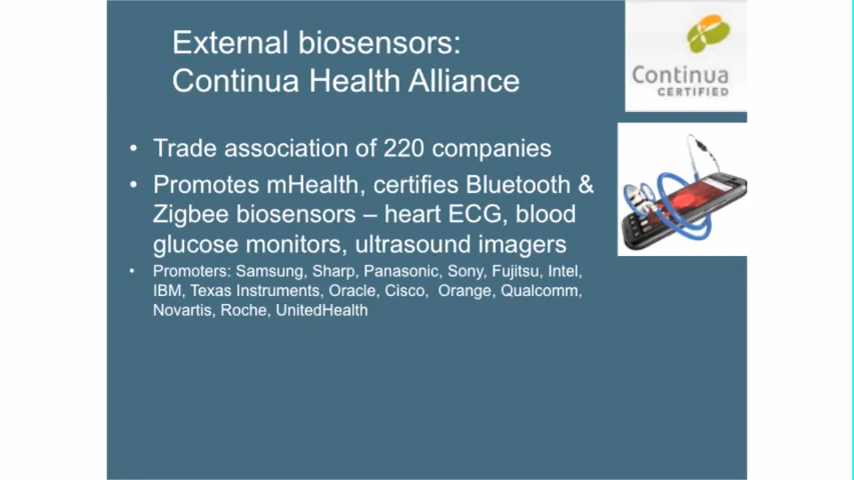 External biosensors:
Continua Health Alliance
Continua
CERTIFIED
• Trade association of 220 companies
• Promotes mHealth, certifies Bluetooth &
Zigbee biosensors – heart ECG, blood
glucose monitors, ultrasound imagers
• Promoters: Samsung, Sharp, Panasonic, Sony, Fujitsu, Intel,
IBM, Texas Instruments, Oracle, Cisco, Orange, Qualcomm,
Novartis, Roche, UnitedHealth